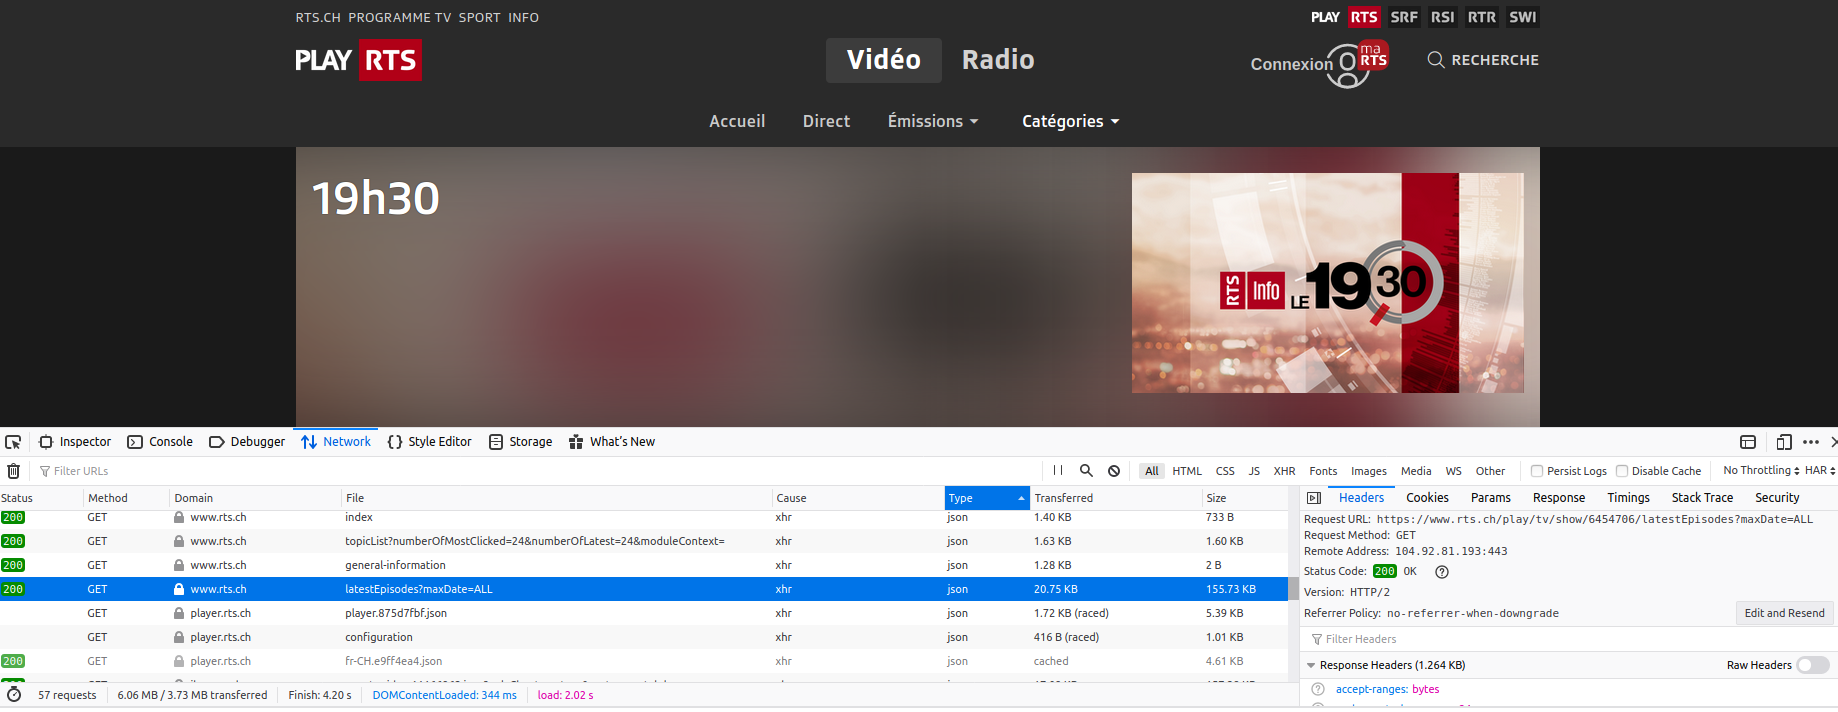 RTS.CH PROGRAMME TV SPORT INFO
PLAY RTS SRF RSI RTR SWI
PLAY RTS
Vidéo Radio
Connexion ma RTS
RECHERCHE
Accueil Direct Émissions Catégories
19h30
RTS Info LE 19 30
Inspector Console Debugger Network Style Editor Storage What's New
Filter URLs
All HTML CSS JS XHR Fonts Images Media WS Other Persist Logs Disable Cache No Throttling HAR
Status Method Domain File Cause Type Transferred Size
200 GET www.rts.ch index xhr json 1.40 KB 733 B
200 GET www.rts.ch topicList?numberOfMostClicked=24&numberOfLatest=24&moduleContext= xhr json 1.63 KB 1.60 KB
200 GET www.rts.ch general-information xhr json 1.28 KB 2 B
200 GET www.rts.ch latestEpisodes?maxDate=ALL xhr json 20.75 KB 155.73 KB
GET player.rts.ch player.875d7fbf.json xhr json 1.72 KB (raced) 5.39 KB
GET player.rts.ch configuration xhr json 416 B (raced) 1.01 KB
200 GET player.rts.ch fr-CH.e9ff4ea4.json xhr json cached 4.61 KB
57 requests 6.06 MB / 3.73 MB transferred Finish: 4.20 s DOMContentLoaded: 344 ms load: 2.02 s
Headers Cookies Params Response Timings Stack Trace Security
Request URL: https://www.rts.ch/play/tv/show/6454706/latestEpisodes?maxDate=ALL
Request Method: GET
Remote Address: 104.92.81.193:443
Status Code: 200 OK
Version: HTTP/2
Referrer Policy: no-referrer-when-downgrade Edit and Resend
Filter Headers
Response Headers (1.264 KB) Raw Headers
accept-ranges: bytes